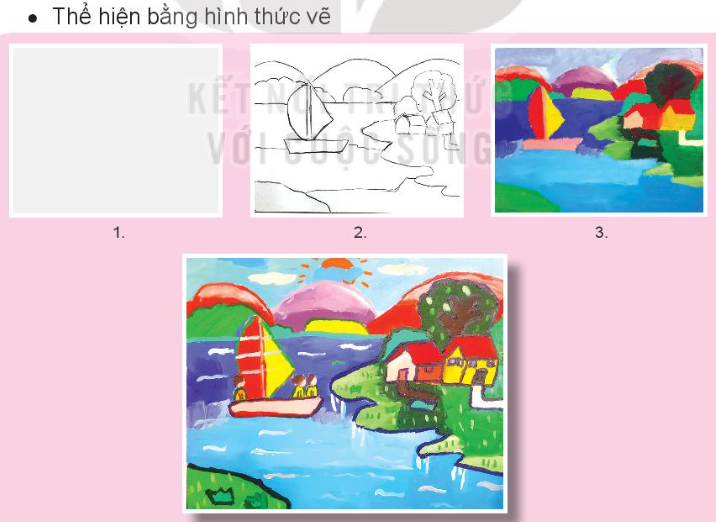 • Thể hiện bằng hình thức vẽ
KẾT NỐI TRI THỨC
VỚI CUỘC SỐNG
1.
2.
3.